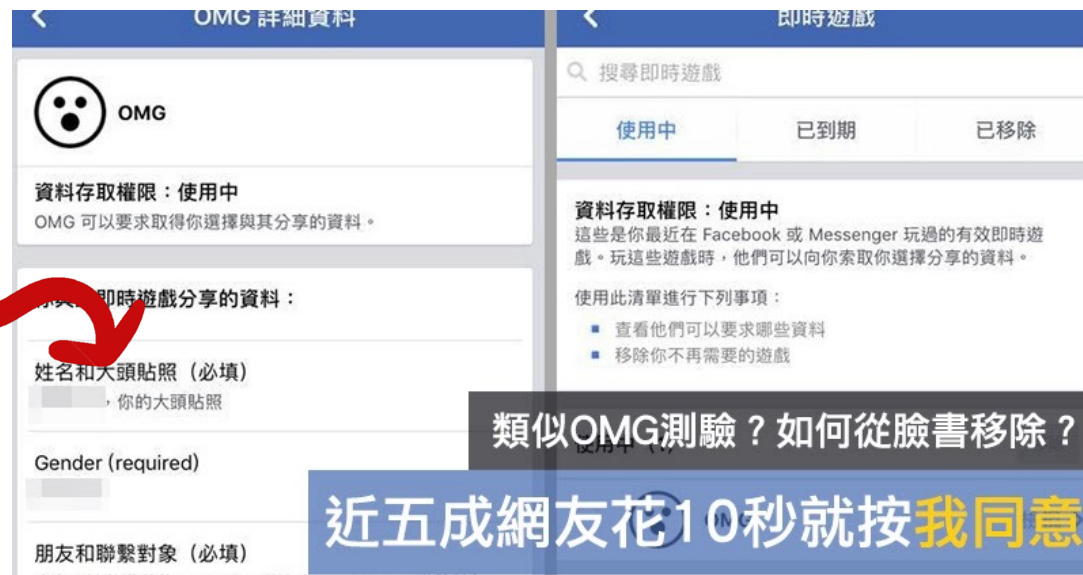 OMG 詳細資料
OMG
資料存取權限：使用中
OMG 可以要求取得你選擇與其分享的資料。
即時遊戲分享的資料：
姓名和大頭貼照（必填）
，你的大頭貼照
Gender (required)
朋友和聯繫對象（必填）
即時遊戲
搜尋即時遊戲
使用中
已到期
已移除
資料存取權限：使用中
這些是你最近在 Facebook 或 Messenger 玩過的有效即時遊
戲。玩這些遊戲時，他們可以向你索取你選擇分享的資料。
使用此清單進行下列事項：
查看他們可以要求哪些資料
移除你不再需要的遊戲
類似OMG測驗？如何從臉書移除？
使用中
近五成網友花10秒就按我同意